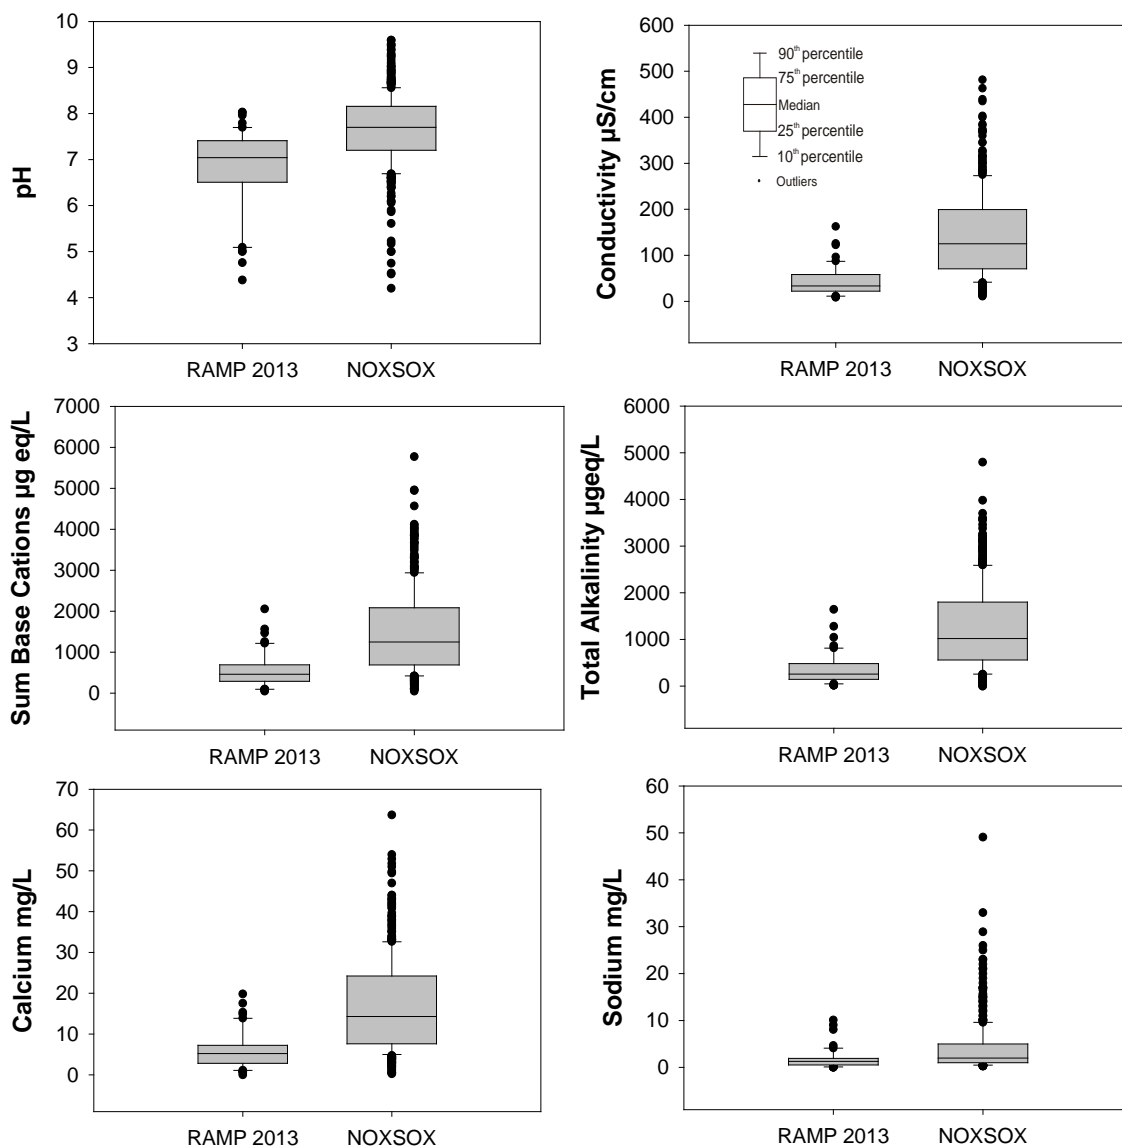 pH
10
9
8
7
6
5
4
3
RAMP 2013 NOXSOX
Conductivity µS/cm
600
500
400
300
200
100
0
90th percentile
75th percentile
Median
25th percentile
10th percentile
Outliers
RAMP 2013 NOXSOX
Sum Base Cations µg eq/L
7000
6000
5000
4000
3000
2000
1000
0
RAMP 2013 NOXSOX
Total Alkalinity µgeq/L
6000
5000
4000
3000
2000
1000
0
RAMP 2013 NOXSOX
Calcium mg/L
70
60
50
40
30
20
10
0
RAMP 2013 NOXSOX
Sodium mg/L
60
50
40
30
20
10
0
RAMP 2013 NOXSOX